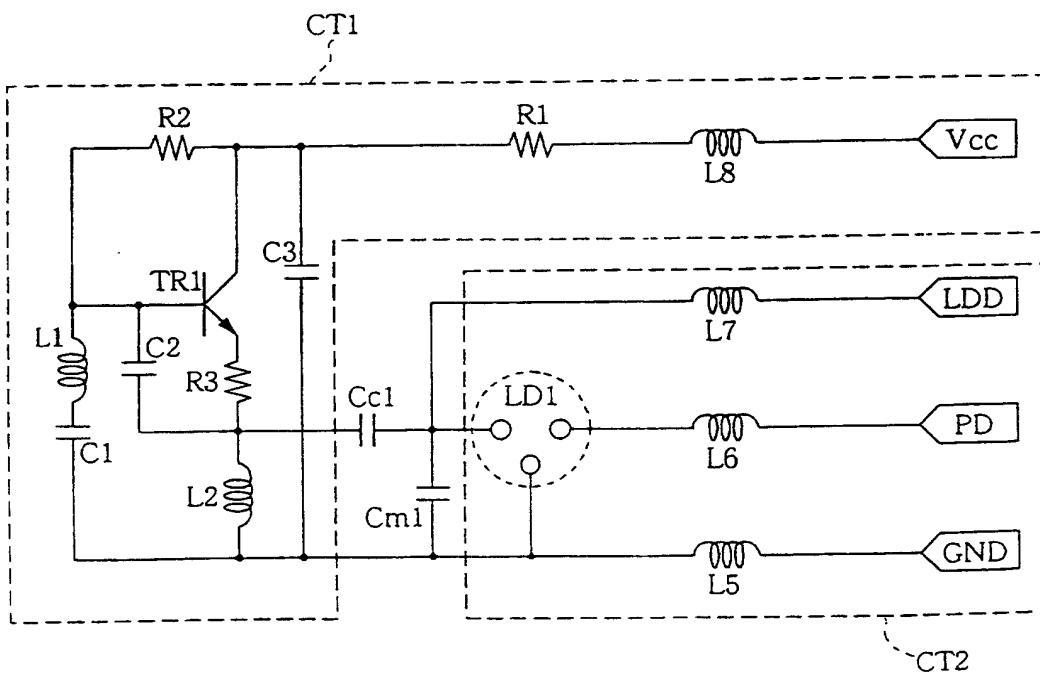 CT1
R2
R1
L8
Vcc
C3
TR1
L7
LDD
L1
C2
R3
Cc1
LD1
L6
PD
C1
L2
Cm1
L5
GND
CT2